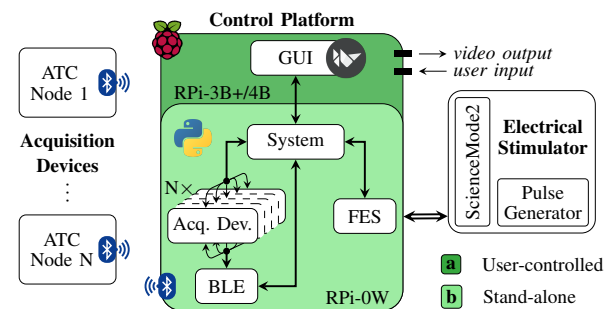 Control Platform
GUI
video output
user input
RPi-3B+/4B
ATC
Node 1
Acquisition
Devices
ATC
Node N
System
N×
Acq. Dev.
FES
BLE
RPi-0W
ScienceMode2
Electrical
Stimulator
Pulse
Generator
a User-controlled
b Stand-alone